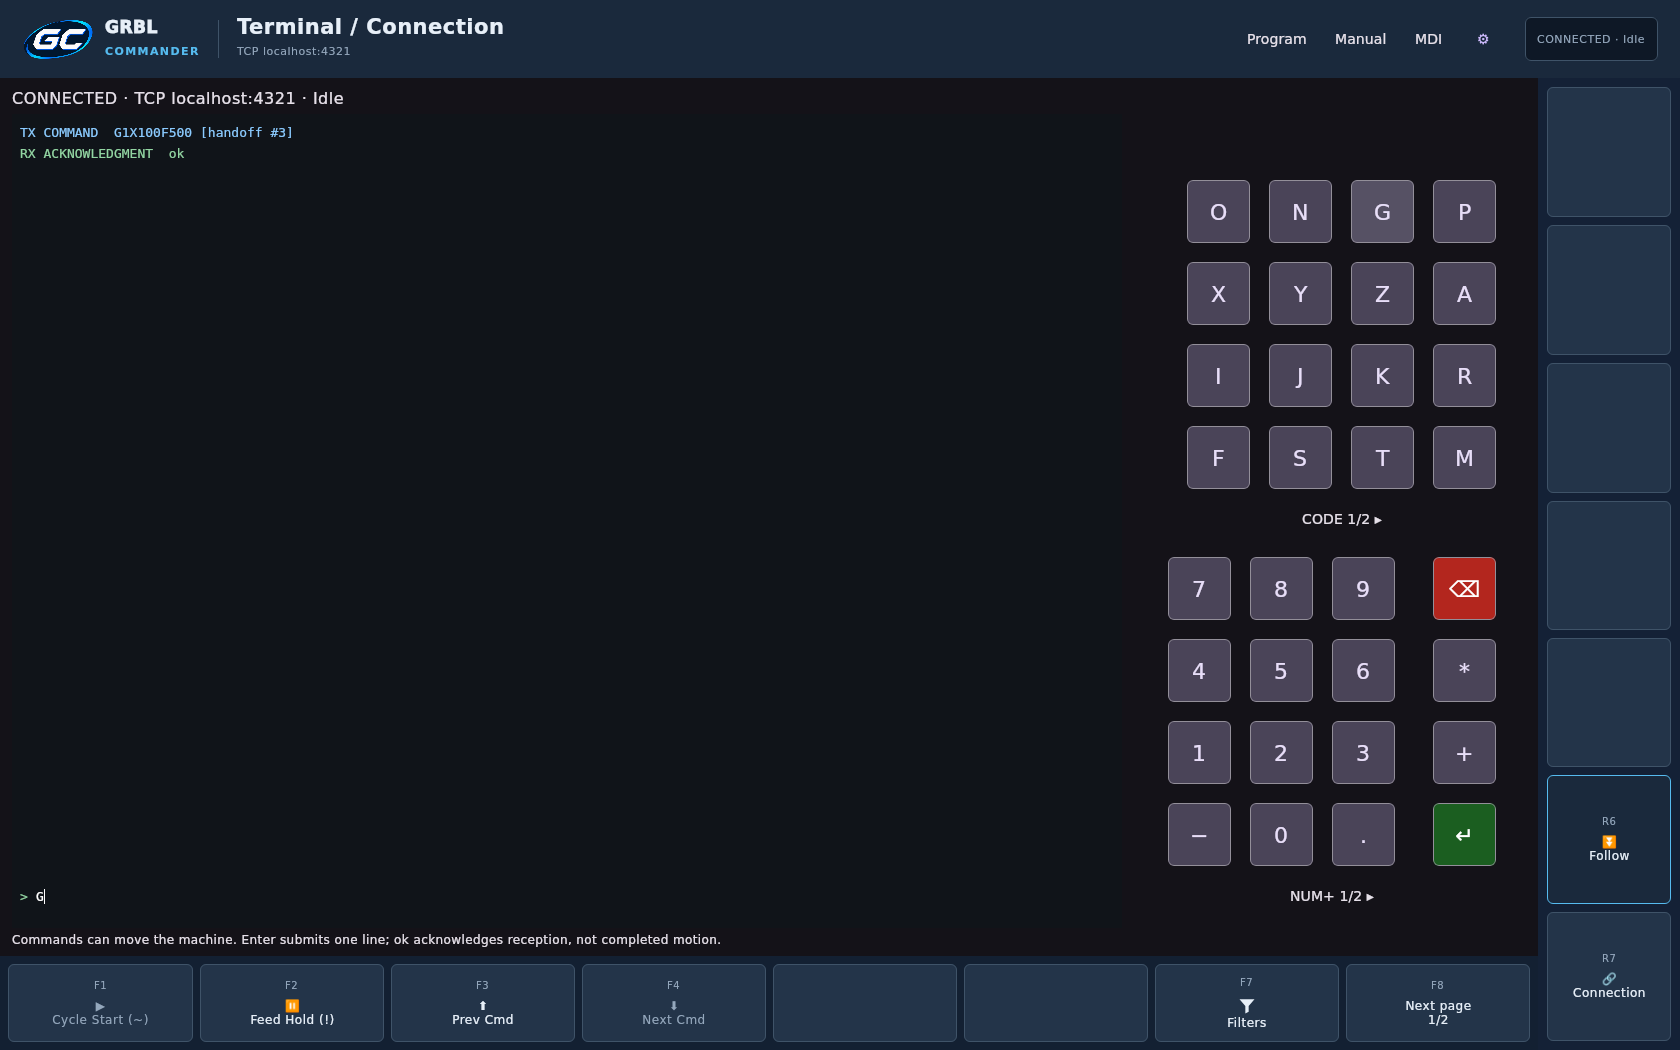 GC
GRBL
COMMANDER
Terminal / Connection
TCP localhost:4321
Program
Manual
MDI
CONNECTED · Idle
CONNECTED · TCP localhost:4321 · Idle
TX COMMAND  G1X100F500 [handoff #3]
RX ACKNOWLEDGMENT  ok
O N G P
X Y Z A
I J K R
F S T M
CODE 1/2 ▸
7 8 9 ⌫
4 5 6 *
1 2 3 +
− 0 . ↵
NUM+ 1/2 ▸
> G
Commands can move the machine. Enter submits one line; ok acknowledges reception, not completed motion.
R6
Follow
R7
Connection
F1
Cycle Start (~)
F2
Feed Hold (!)
F3
Prev Cmd
F4
Next Cmd
F7
Filters
F8
Next page
1/2